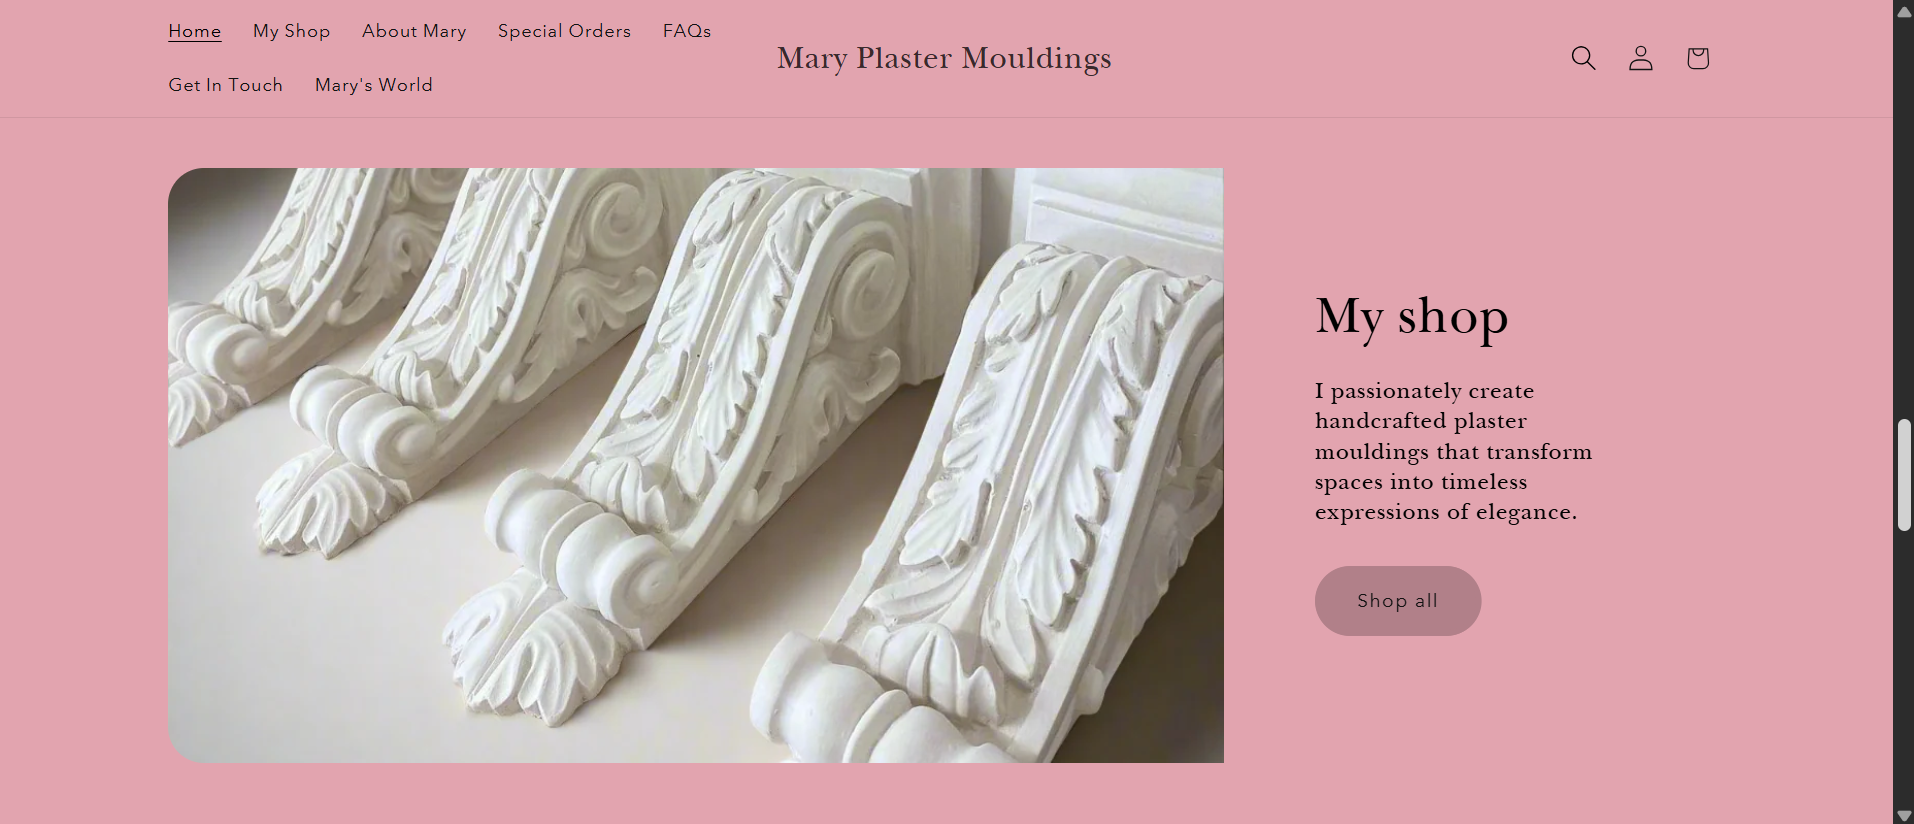 Home My Shop About Mary Special Orders FAQs
Get In Touch Mary's World
Mary Plaster Mouldings
My shop
I passionately create
handcrafted plaster
mouldings that transform
spaces into timeless
expressions of elegance.
Shop all